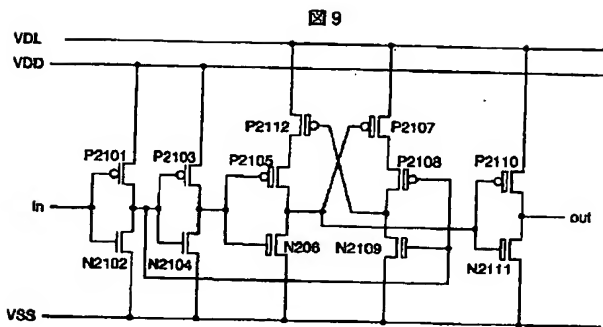 図9
VDL
VDD
P2112
P2107
P2101
P2103
P2105
P2108
P2110
In
out
N2102
N2104
N206
N2109
N2111
VSS